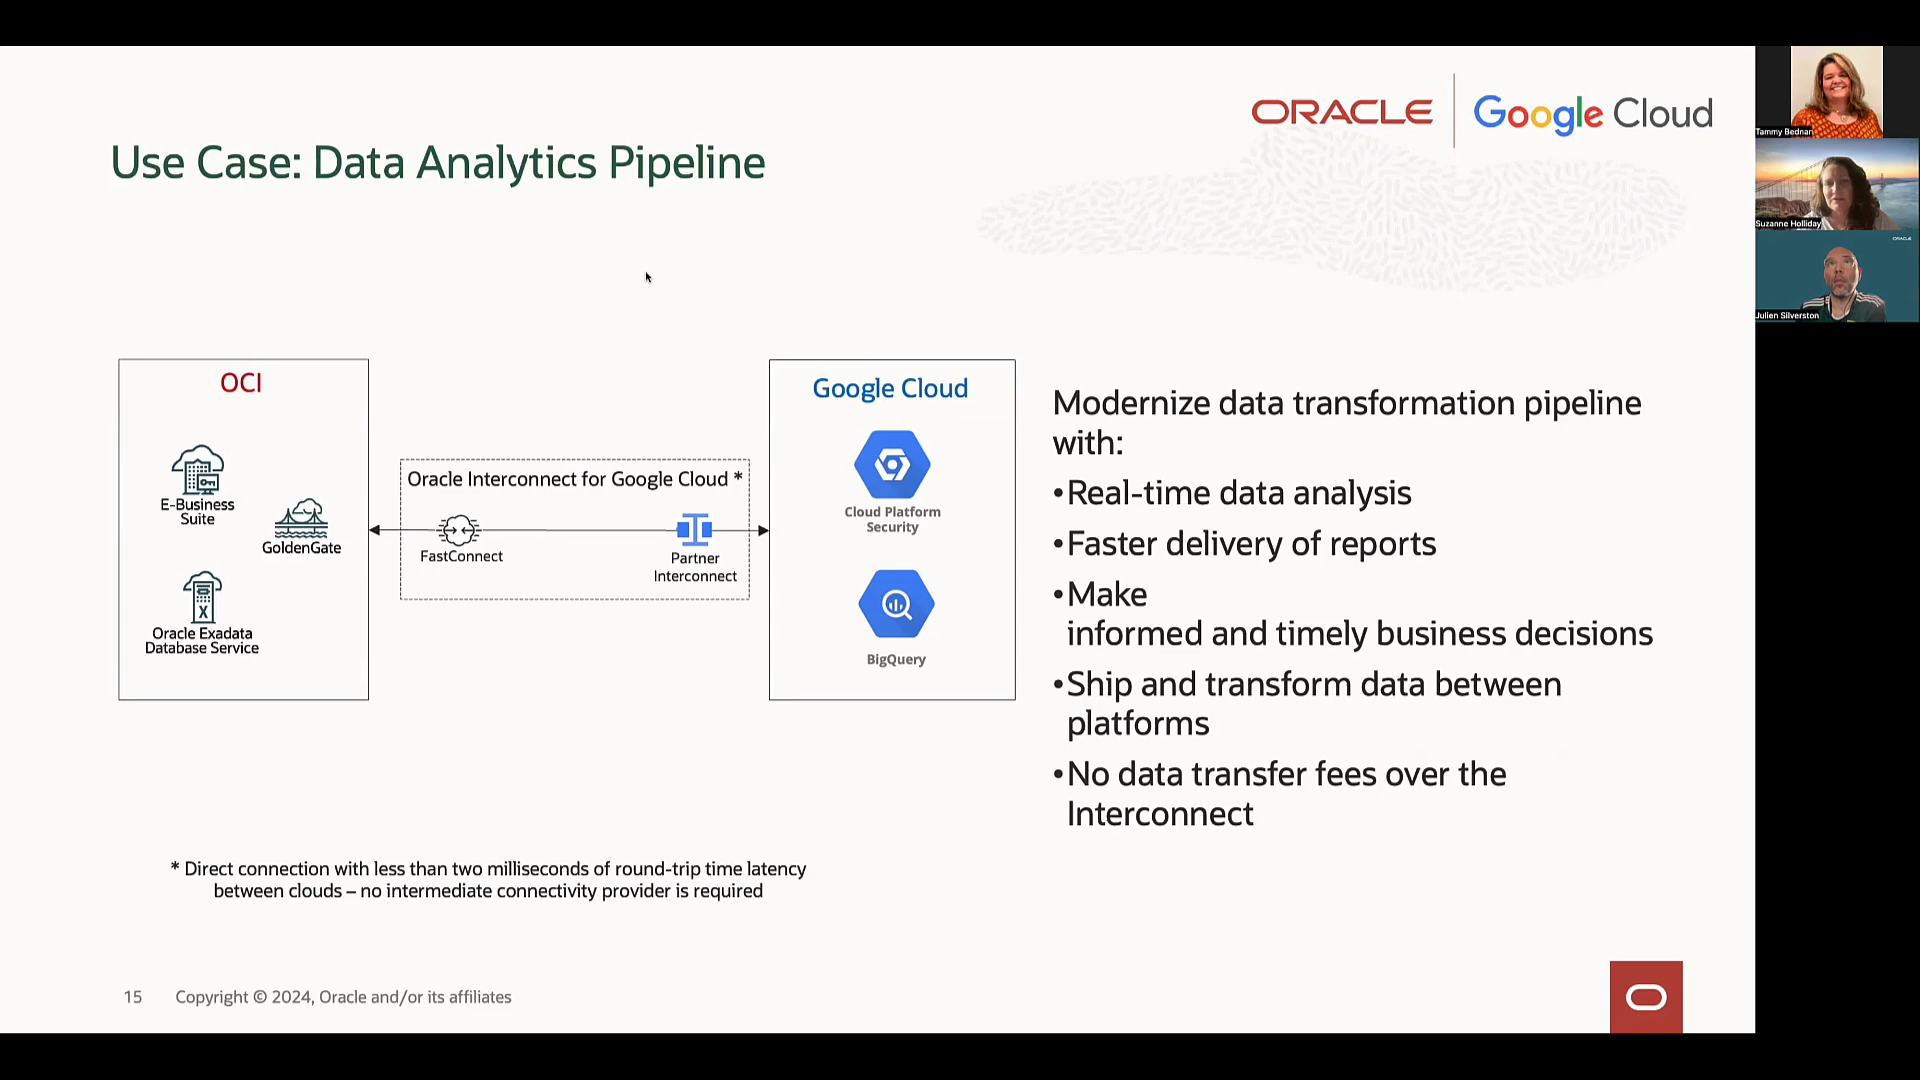 ORACLE
Google Cloud
Use Case: Data Analytics Pipeline
OCI
E-Business
Suite
GoldenGate
Oracle Exadata
Database Service
X
Oracle Interconnect for Google Cloud *
FastConnect
Partner
Interconnect
Google Cloud
Cloud Platform
Security
BigQuery
Modernize data transformation pipeline
with:
•Real-time data analysis
•Faster delivery of reports
•Make
informed and timely business decisions
•Ship and transform data between
platforms
•No data transfer fees over the
Interconnect
* Direct connection with less than two milliseconds of round-trip time latency
between clouds – no intermediate connectivity provider is required
15
Copyright © 2024, Oracle and/or its affiliates
Tammy Bednar
Suzanne Holliday
ORACLE
Julien Silverston